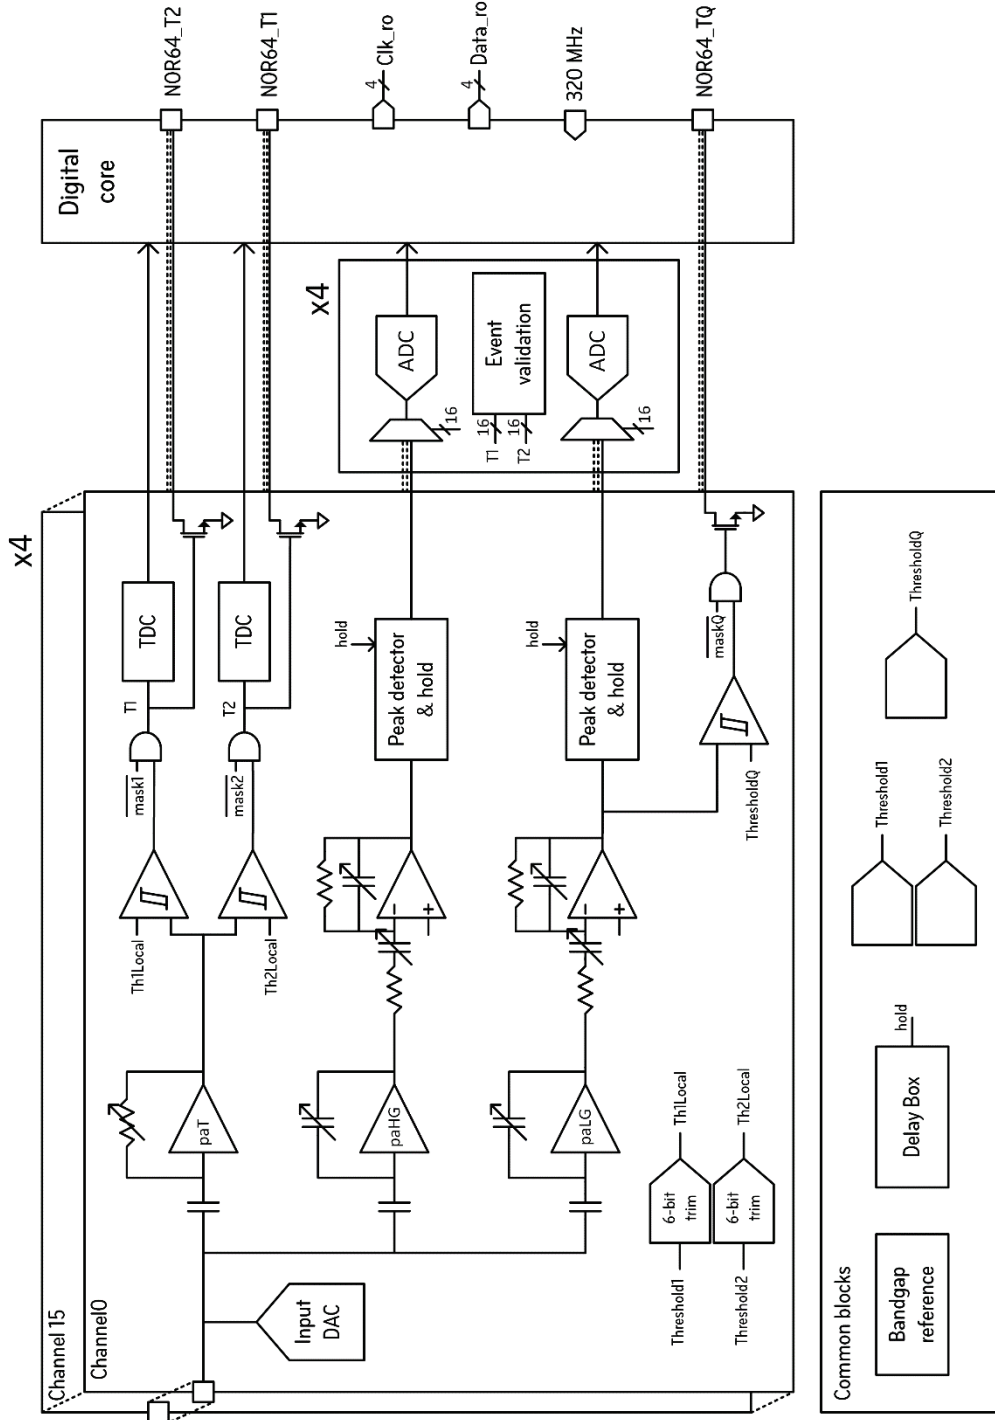 x4
Channel 15
Channel0
Input
DAC
paT
paHG
paLG
Th1Local
Th2Local
mask1
mask2
T1
T2
TDC
TDC
hold
Peak detector
& hold
hold
Peak detector
& hold
−
+
−
+
ThresholdQ
maskQ
Threshold1
6-bit
trim
Th1Local
Threshold2
6-bit
trim
Th2Local
x4
ADC
16
Event
validation
T1
16
T2
16
ADC
16
Digital
core
NOR64_T2
NOR64_T1
4
Clk_ro
4
Data_ro
320 MHz
NOR64_TQ
Common blocks
Bandgap
reference
Delay Box
hold
Threshold1
Threshold2
ThresholdQ